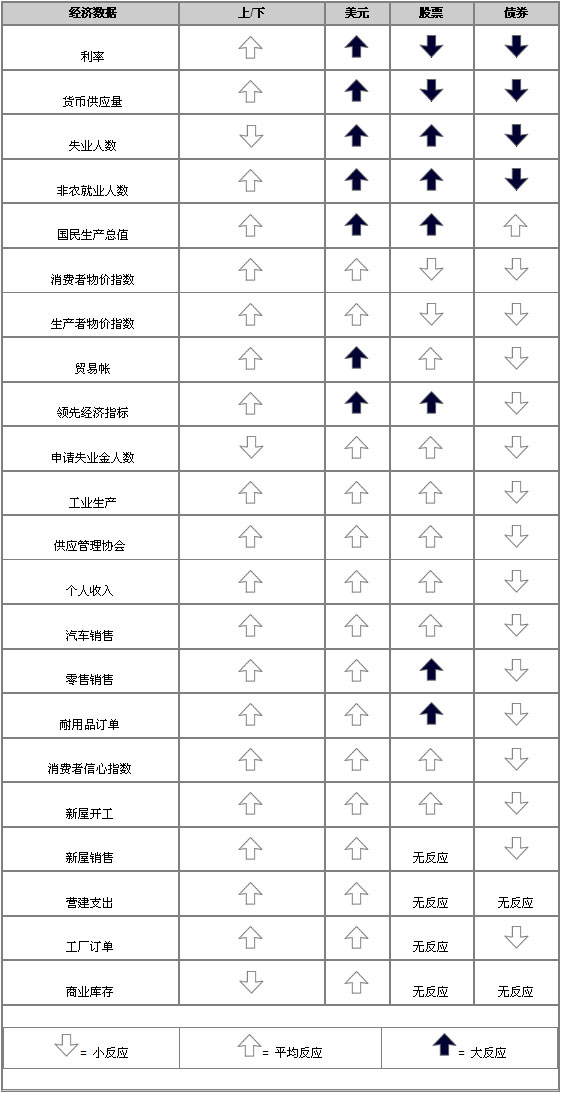 经济数据 上/下 美元 股票 债券
利率
货币供应量
失业人数
非农就业人数
国民生产总值
消费者物价指数
生产者物价指数
贸易帐
领先经济指标
申请失业金人数
工业生产
供应管理协会
个人收入
汽车销售
零售销售
耐用品订单
消费者信心指数
新屋开工
新屋销售 无反应
营建支出 无反应 无反应
工厂订单 无反应
商业库存 无反应 无反应
= 小反应 = 平均反应 = 大反应